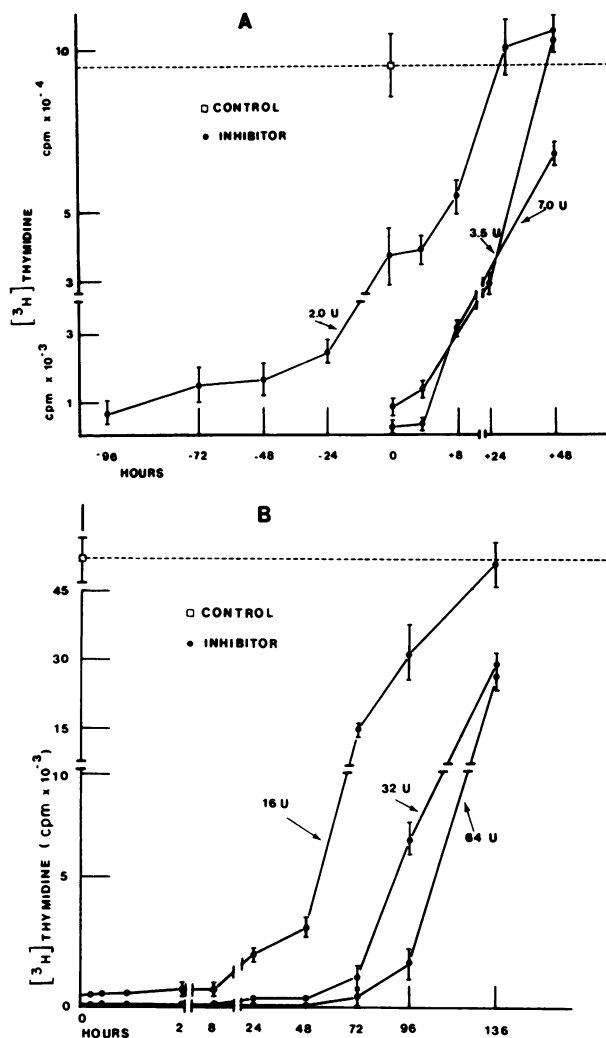 A
10
cpm x 10⁻⁴
□ CONTROL
• INHIBITOR
5
3
[³H] THYMIDINE
3
cpm x 10⁻³
1
2.0 U
3.5 U
7.0 U
-96 -72 -48 -24 0 +8 +24 +48
HOURS
B
45
□ CONTROL
• INHIBITOR
30
15
10
5
0
[³H] THYMIDINE (cpm x 10⁻³)
16 U
32 U
64 U
0 2 8 24 48 72 96 136
HOURS